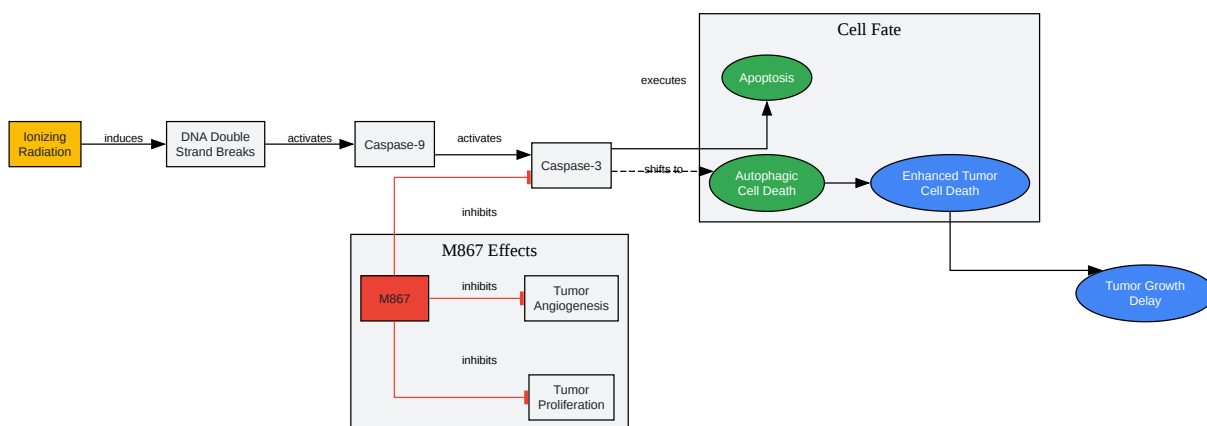 Cell Fate
executes
Apoptosis
Ionizing
Radiation
induces
DNA Double
Strand Breaks
activates
Caspase-9
activates
Caspase-3
shifts to
Autophagic
Cell Death
Enhanced Tumor
Cell Death
inhibits
M867 Effects
M867
inhibits
Tumor
Angiogenesis
Tumor Growth
Delay
inhibits
Tumor
Proliferation